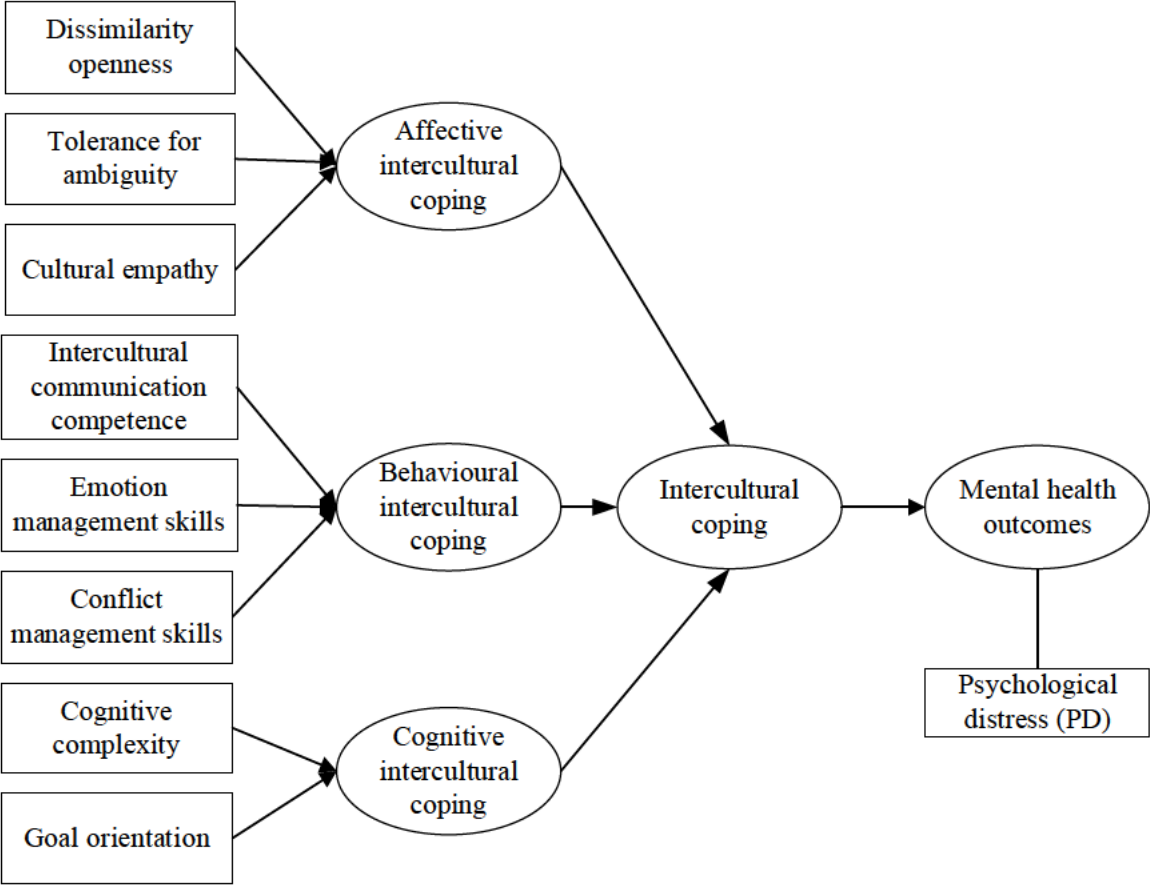 Dissimilarity
openness
Tolerance for
ambiguity
Cultural empathy
Intercultural
communication
competence
Emotion
management skills
Conflict
management skills
Cognitive
complexity
Goal orientation
Affective
intercultural
coping
Behavioural
intercultural
coping
Cognitive
intercultural
coping
Intercultural
coping
Mental health
outcomes
Psychological
distress (PD)